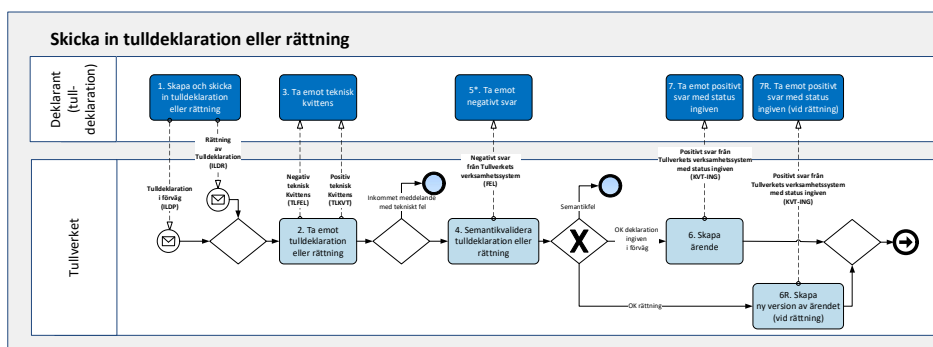 Skicka in tulldeklaration eller rättning
Deklarant
(tull-
deklaration)
1. Skapa och skicka
in tulldeklaration
eller rättning
3. Ta emot teknisk
kvittens
5*. Ta emot
negativt svar
7. Ta emot positivt
svar med status
ingiven
7R. Ta emot positivt
svar med status
ingiven (vid rättning)
Tullverket
Tulldeklaration
i förväg
(ILDP)
Rättning
av
Tulldeklaration
(ILDR)
Negativ
teknisk
Kvittens
(TLFEL)
Positiv
teknisk
Kvittens
(TLKVT)
Inkommet meddelande
med tekniskt fel
Negativt svar
från Tullverkets
verksamhetssystem
(FEL)
Semantikfel
Positivt svar från
Tullverkets verksamhetssystem
med status ingiven
(KVT-ING)
Positivt svar från
Tullverkets verksamhetssystem
med status ingiven
(KVT-ING)
2. Ta emot
tulldeklaration
eller rättning
4. Semantikvalidera
tulldeklaration eller
rättning
X
OK deklaration
ingiven
i förväg
6. Skapa
ärende
OK rättning
6R. Skapa
ny version av ärendet
(vid rättning)